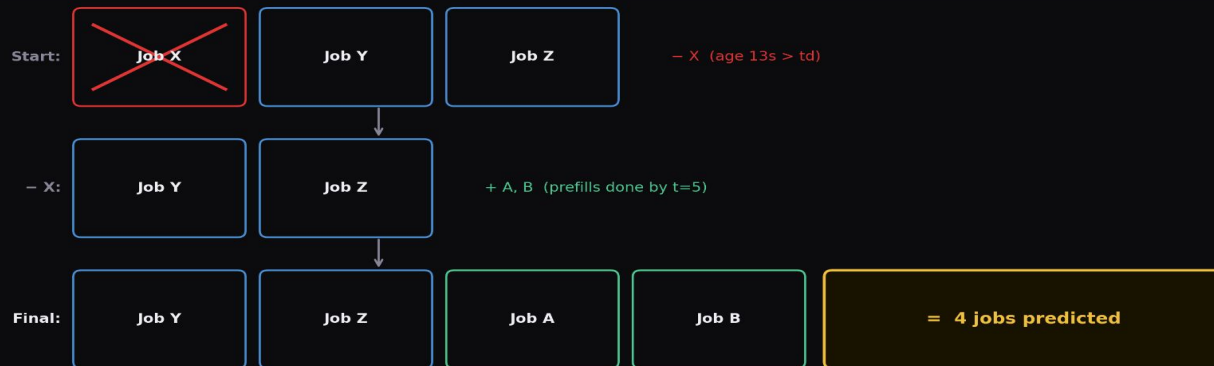 Start: Job X Job Y Job Z − X (age 13s > td)
− X: Job Y Job Z + A, B (prefills done by t=5)
Final: Job Y Job Z Job A Job B = 4 jobs predicted